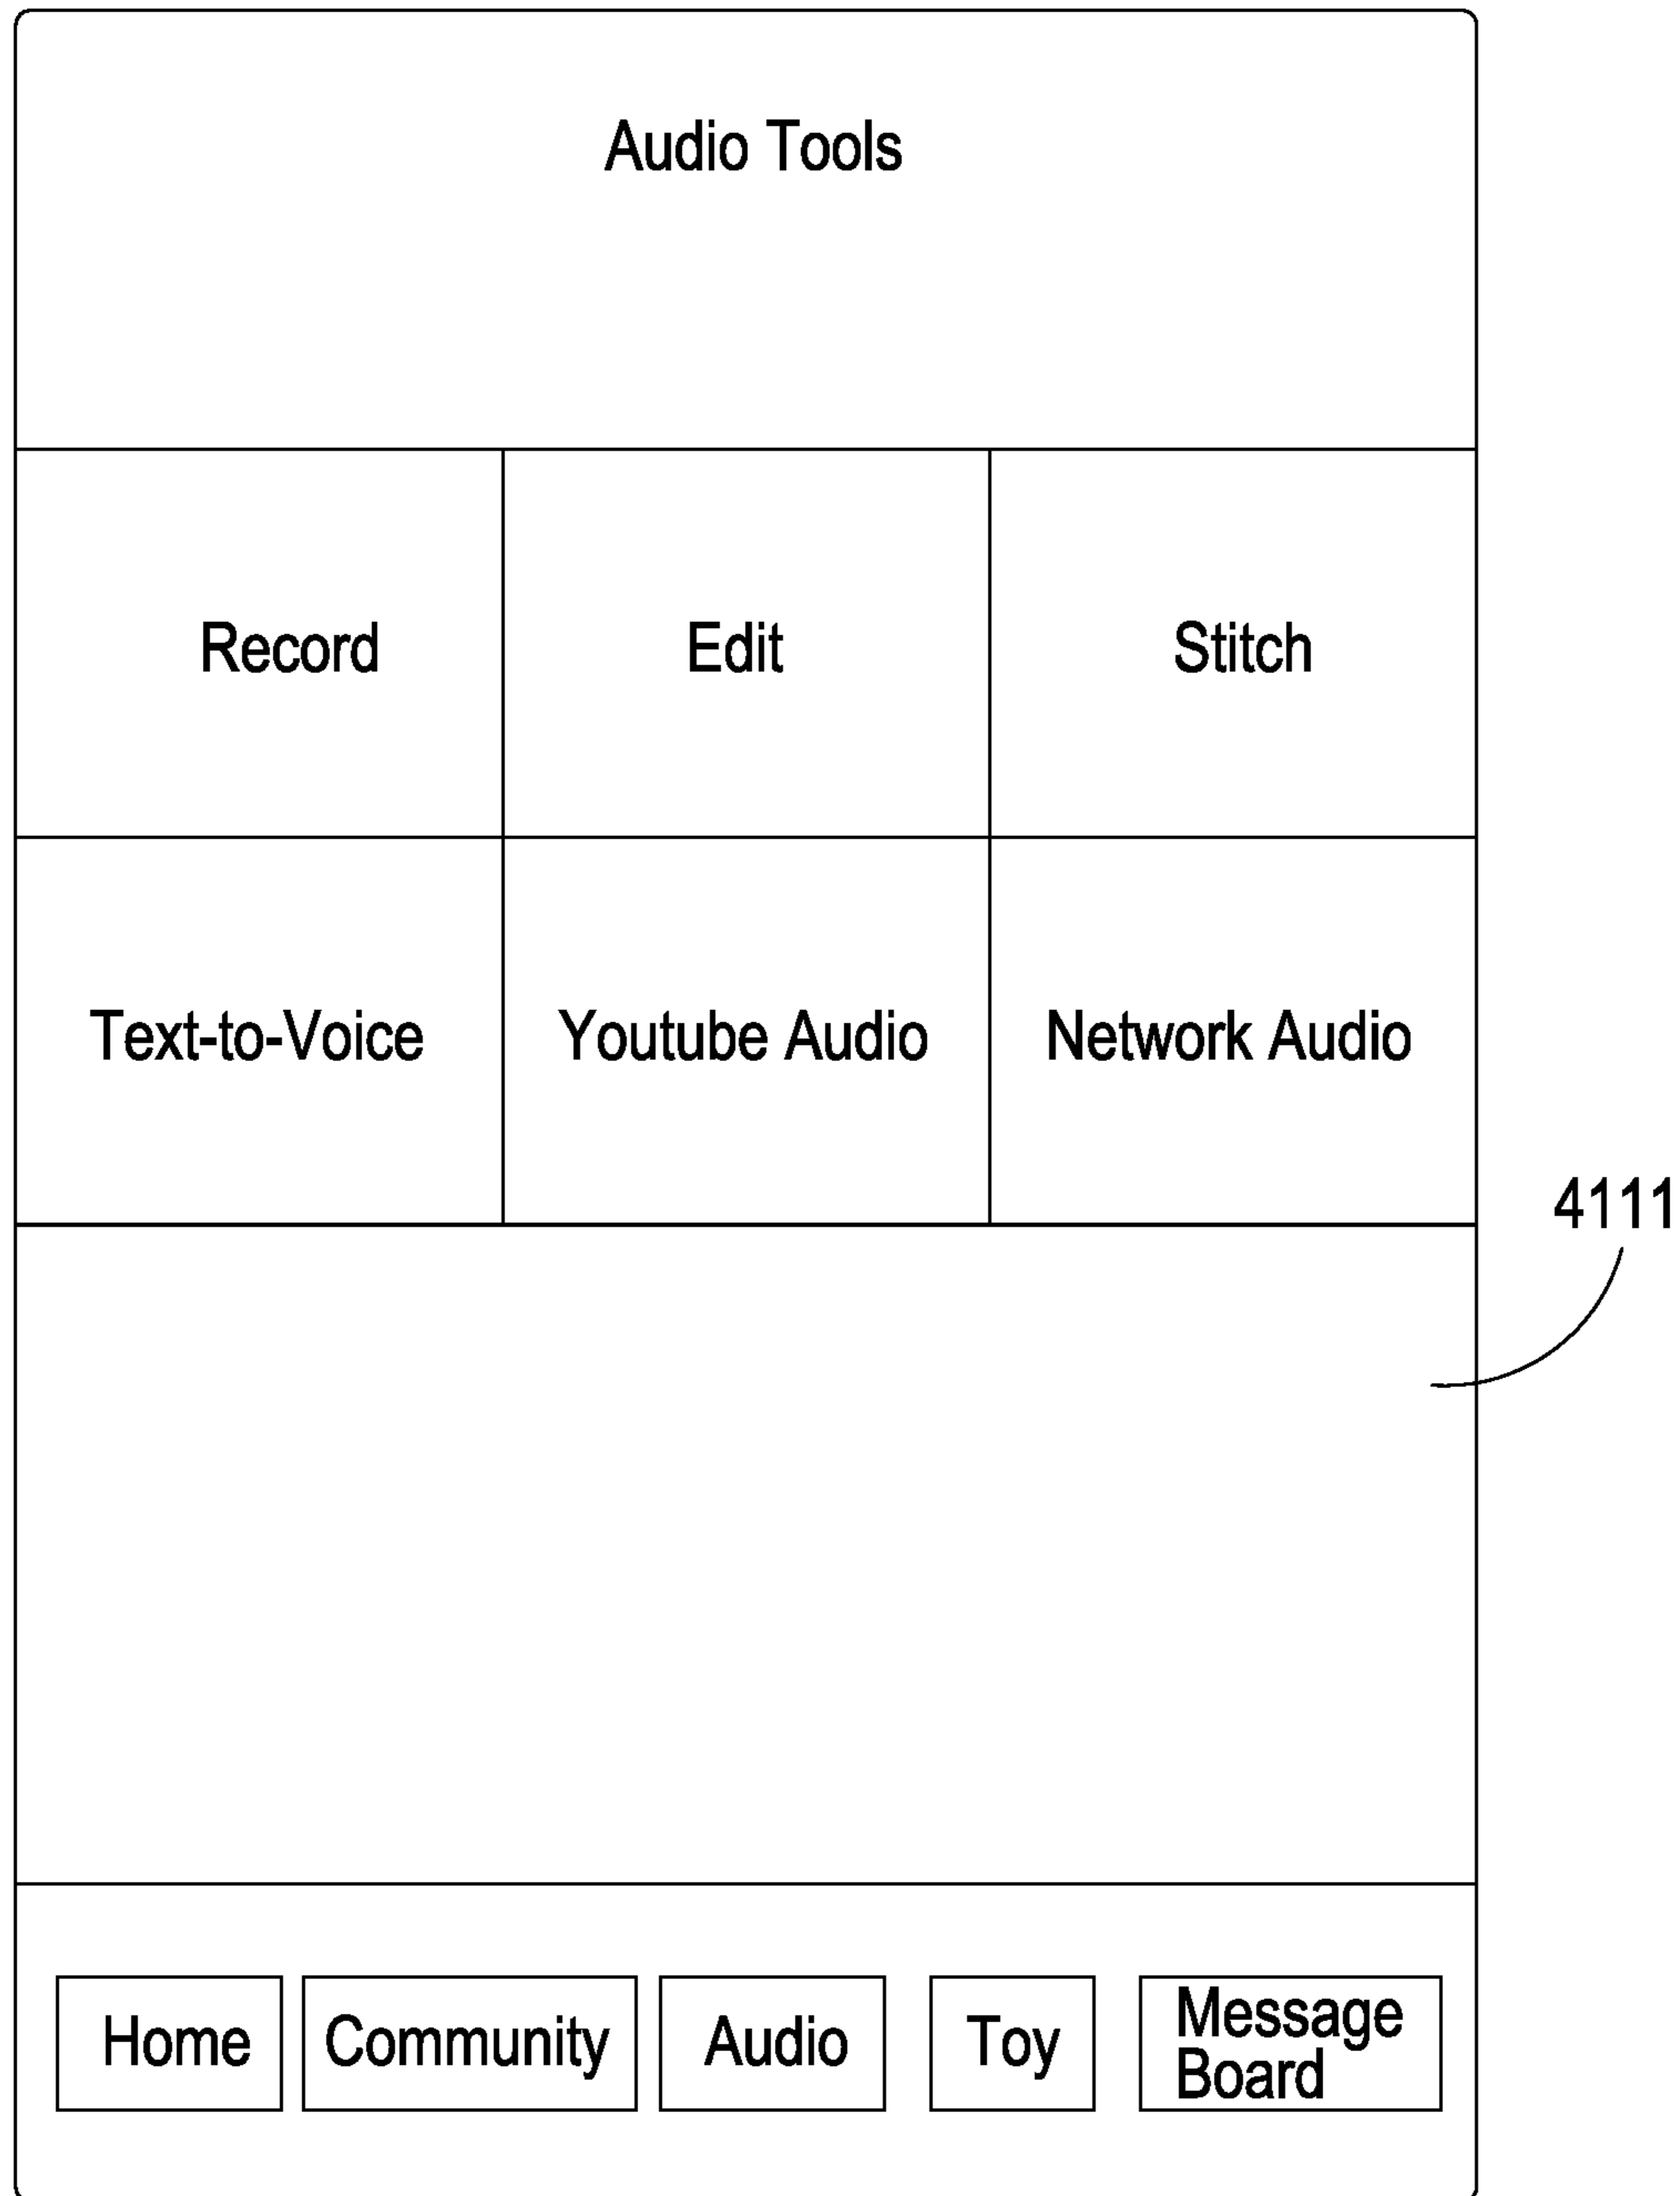 Audio Tools
Record Edit Stitch
Text-to-Voice Youtube Audio Network Audio
4111
Home Community Audio Toy Message
Board